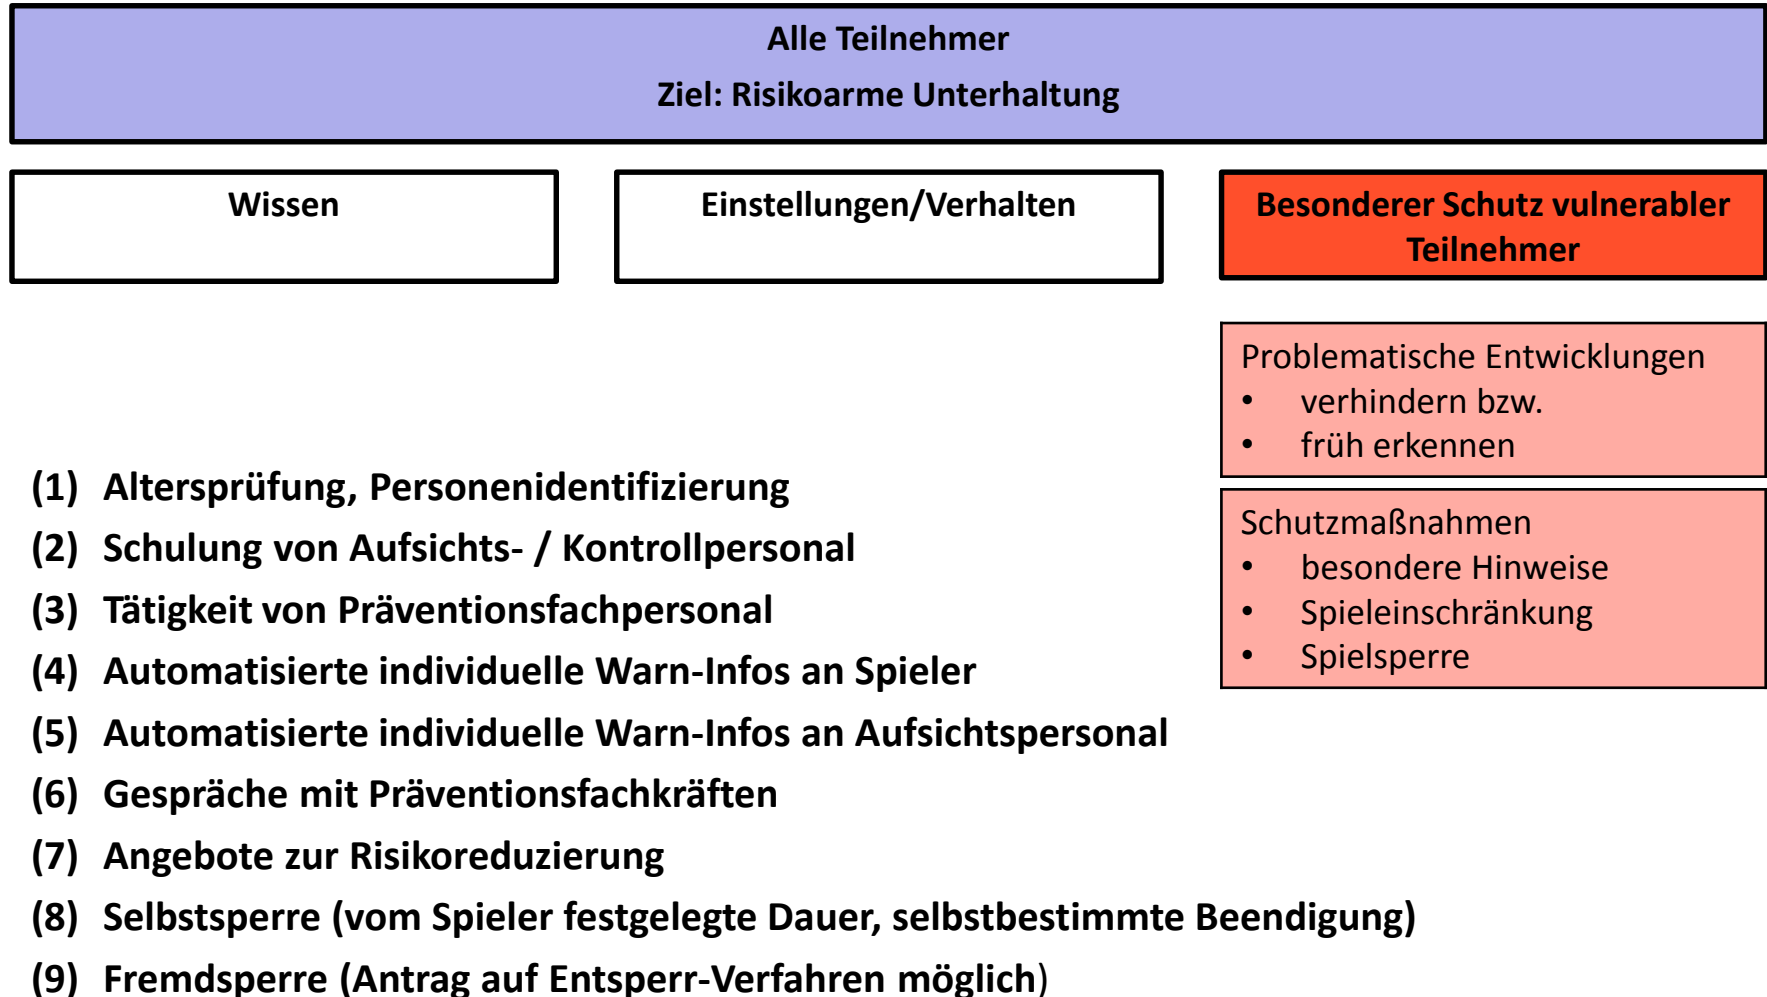 Alle Teilnehmer
Ziel: Risikoarme Unterhaltung
Wissen
Einstellungen/Verhalten
Besonderer Schutz vulnerabler
Teilnehmer
Problematische Entwicklungen
• verhindern bzw.
• früh erkennen
Schutzmaßnahmen
• besondere Hinweise
• Spieleinschränkung
• Spielsperre
(1) Altersprüfung, Personenidentifizierung
(2) Schulung von Aufsichts- / Kontrollpersonal
(3) Tätigkeit von Präventionsfachpersonal
(4) Automatisierte individuelle Warn-Infos an Spieler
(5) Automatisierte individuelle Warn-Infos an Aufsichtspersonal
(6) Gespräche mit Präventionsfachkräften
(7) Angebote zur Risikoreduzierung
(8) Selbstsperre (vom Spieler festgelegte Dauer, selbstbestimmte Beendigung)
(9) Fremdsperre (Antrag auf Entsperr-Verfahren möglich)